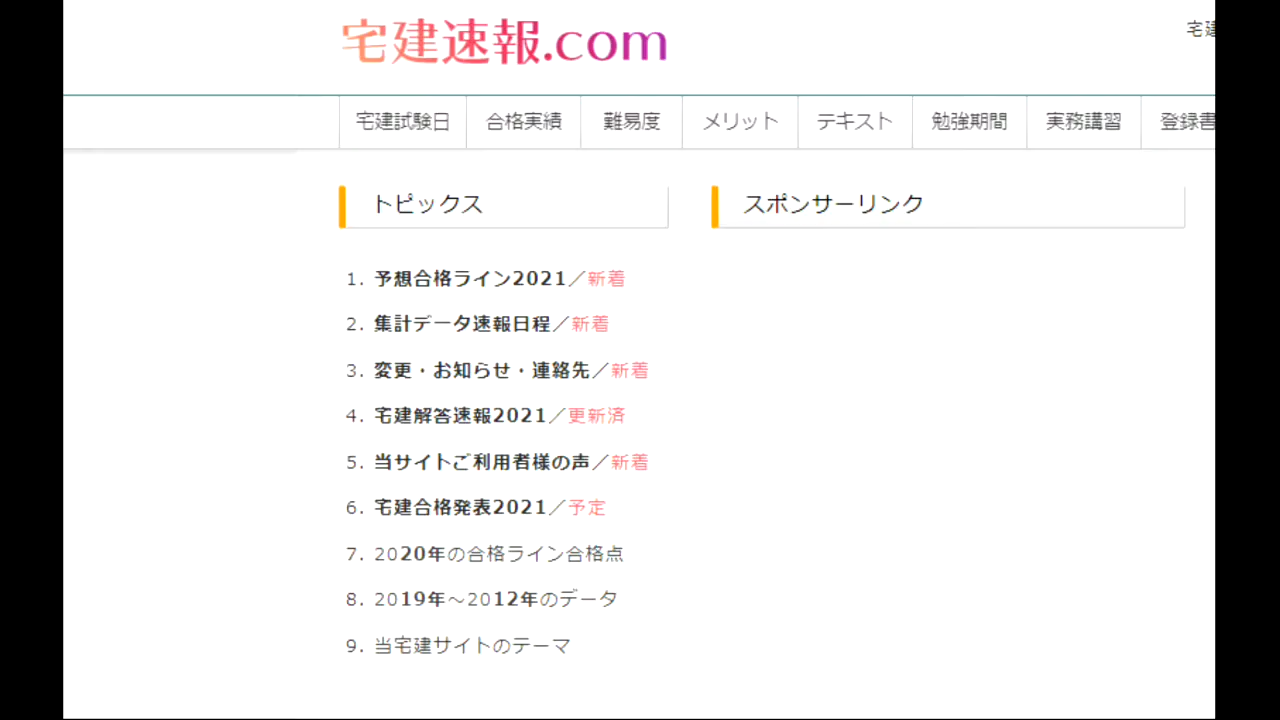 宅建速報.com
宅建
宅建試験日 合格実績 難易度 メリット テキスト 勉強期間 実務講習 登録書
トピックス
スポンサーリンク
1. 予想合格ライン2021／新着
2. 集計データ速報日程／新着
3. 変更・お知らせ・連絡先／新着
4. 宅建解答速報2021／更新済
5. 当サイトご利用者様の声／新着
6. 宅建合格発表2021／予定
7. 2020年の合格ライン合格点
8. 2019年～2012年のデータ
9. 当宅建サイトのテーマ